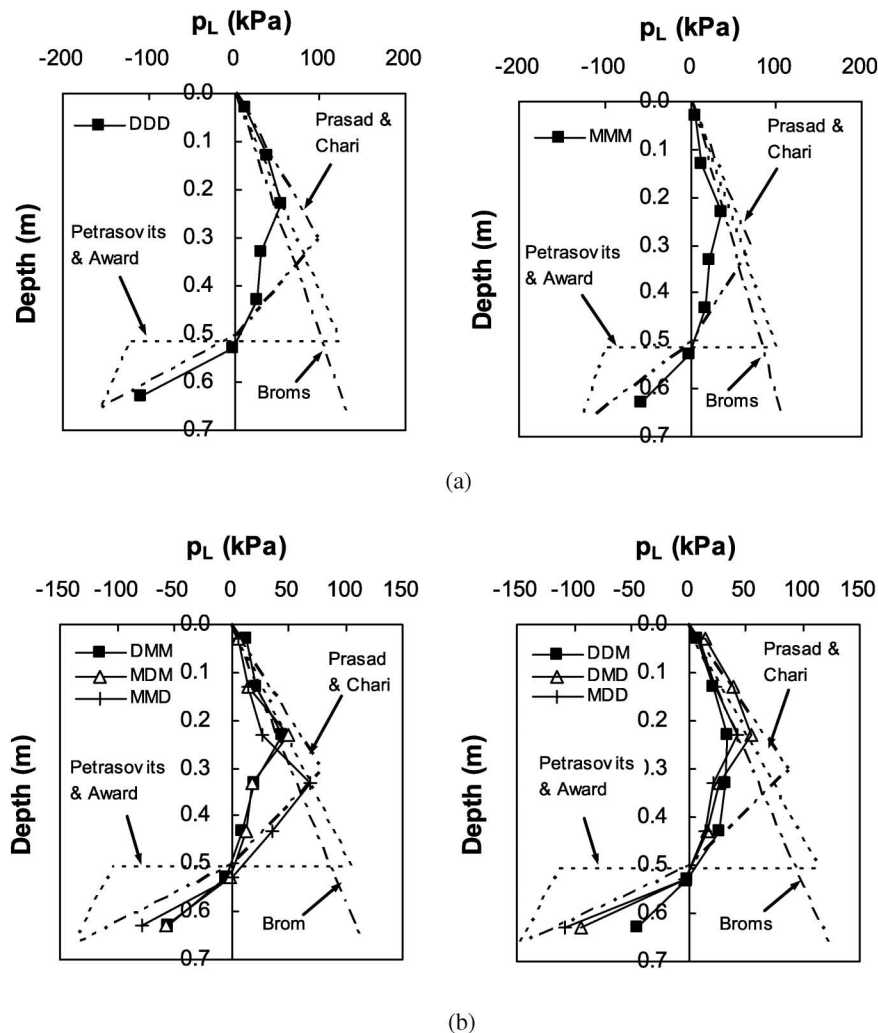 p_L (kPa)
-200 -100 0 100 200
0.0
0.1
0.2
0.3
0.4
0.5
0.6
0.7
Depth (m)
DDD
Prasad &
Chari
Petrasovits
& Award
Broms
p_L (kPa)
-200 -100 0 100 200
0.0
0.1
0.2
0.3
0.4
0.5
0.6
0.7
Depth (m)
MMM
Prasad &
Chari
Petrasovits
& Award
Broms
(a)
p_L (kPa)
-150 -100 -50 0 50 100 150
0.0
0.1
0.2
0.3
0.4
0.5
0.6
0.7
Depth (m)
DMM
MDM
MMD
Prasad
& Chari
Petrasovits
& Award
Brom
p_L (kPa)
-150 -100 -50 0 50 100 150
0.0
0.1
0.2
0.3
0.4
0.5
0.6
0.7
Depth (m)
DDM
DMD
MDD
Prasad &
Chari
Petrasovits
& Award
Broms
(b)